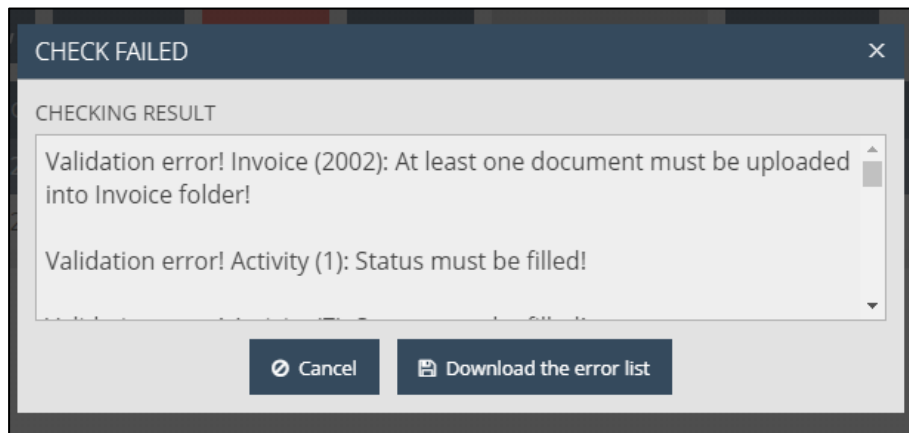 CHECK FAILED
CHECKING RESULT
Validation error! Invoice (2002): At least one document must be uploaded
into Invoice folder!
Validation error! Activity (1): Status must be filled!
Cancel
Download the error list